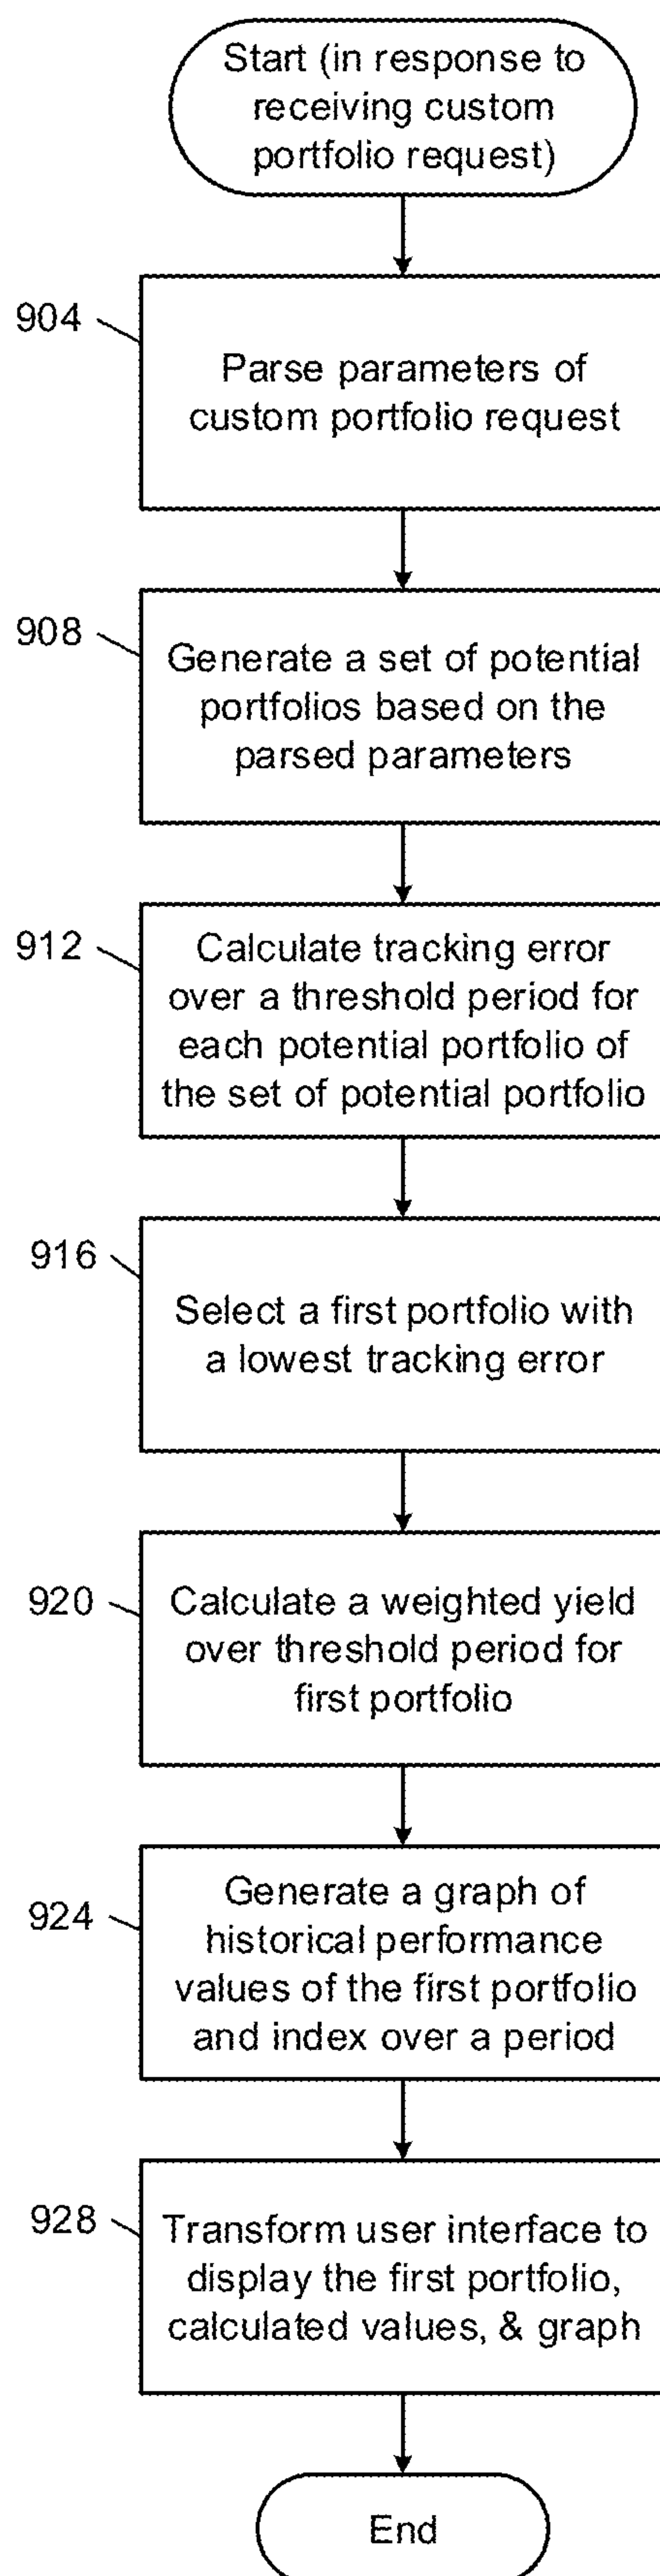 Start (in response to
receiving custom
portfolio request)
904
Parse parameters of
custom portfolio request
908
Generate a set of potential
portfolios based on the
parsed parameters
912
Calculate tracking error
over a threshold period for
each potential portfolio of
the set of potential portfolio
916
Select a first portfolio with
a lowest tracking error
920
Calculate a weighted yield
over threshold period for
first portfolio
924
Generate a graph of
historical performance
values of the first portfolio
and index over a period
928
Transform user interface to
display the first portfolio,
calculated values, & graph
End